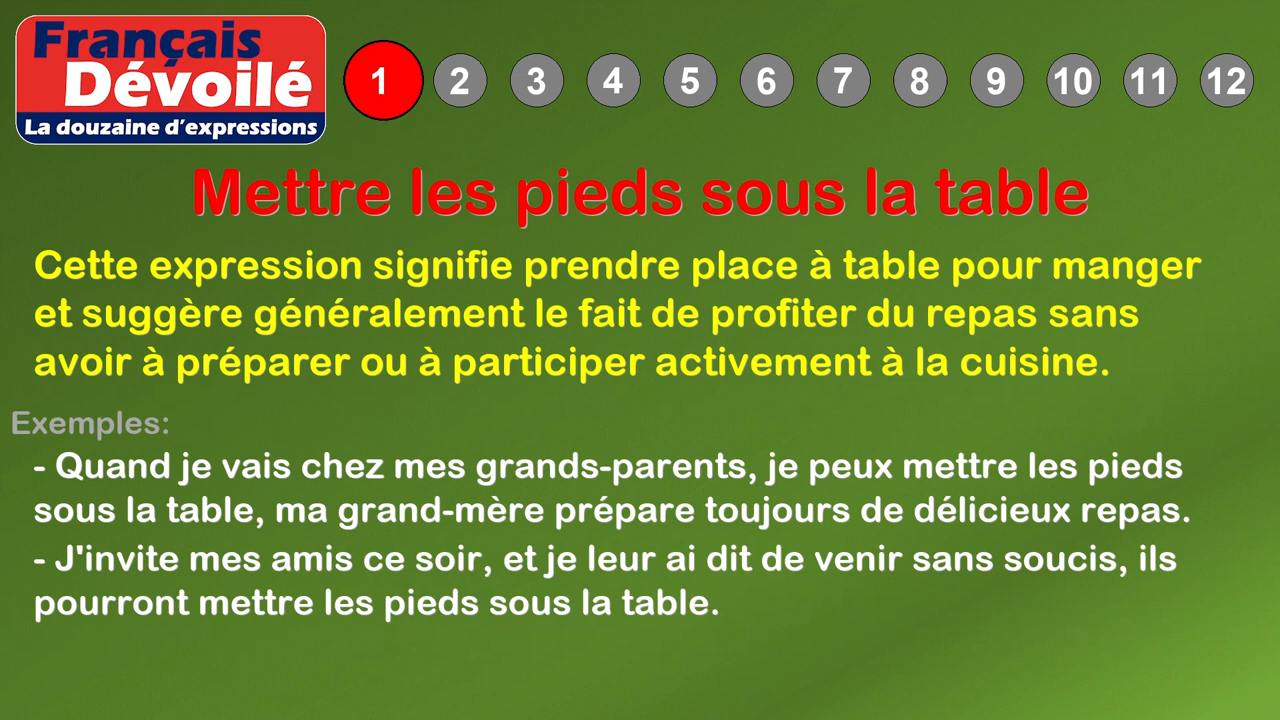 Français
Dévoilé
La douzaine d'expressions
1 2 3 4 5 6 7 8 9 10 11 12
Mettre les pieds sous la table
Cette expression signifie prendre place à table pour manger
et suggère généralement le fait de profiter du repas sans
avoir à préparer ou à participer activement à la cuisine.
Exemples:
- Quand je vais chez mes grands-parents, je peux mettre les pieds
sous la table, ma grand-mère prépare toujours de délicieux repas.
- J'invite mes amis ce soir, et je leur ai dit de venir sans soucis, ils
pourront mettre les pieds sous la table.